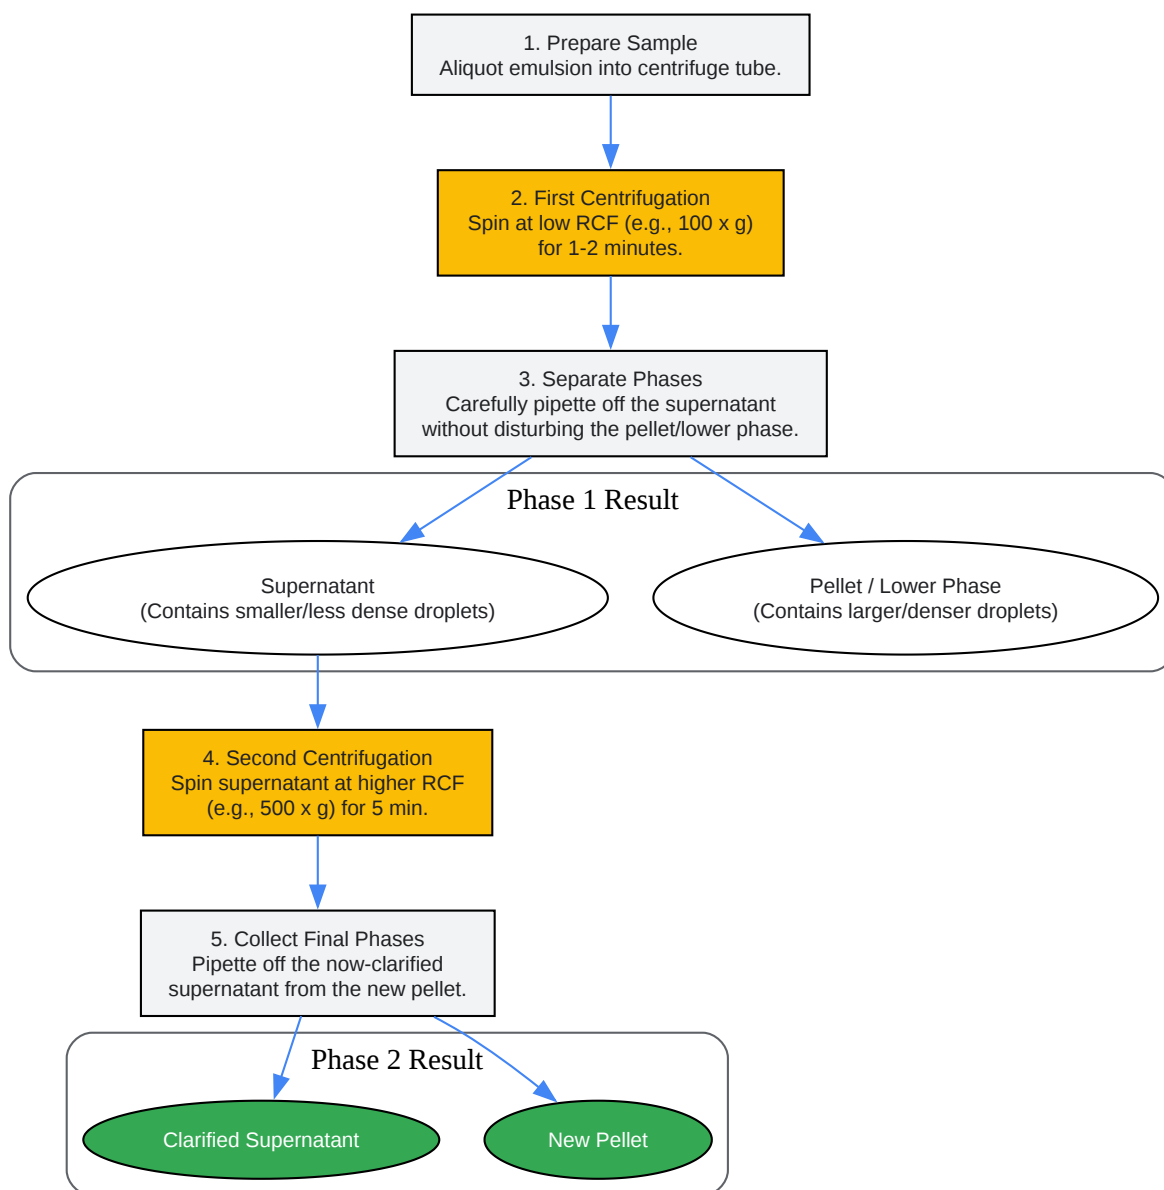 1. Prepare Sample
Aliquot emulsion into centrifuge tube.
2. First Centrifugation
Spin at low RCF (e.g., 100 x g)
for 1-2 minutes.
3. Separate Phases
Carefully pipette off the supernatant
without disturbing the pellet/lower phase.
Phase 1 Result
Supernatant
(Contains smaller/less dense droplets)
Pellet / Lower Phase
(Contains larger/denser droplets)
4. Second Centrifugation
Spin supernatant at higher RCF
(e.g., 500 x g) for 5 min.
5. Collect Final Phases
Pipette off the now-clarified
supernatant from the new pellet.
Phase 2 Result
Clarified Supernatant
New Pellet